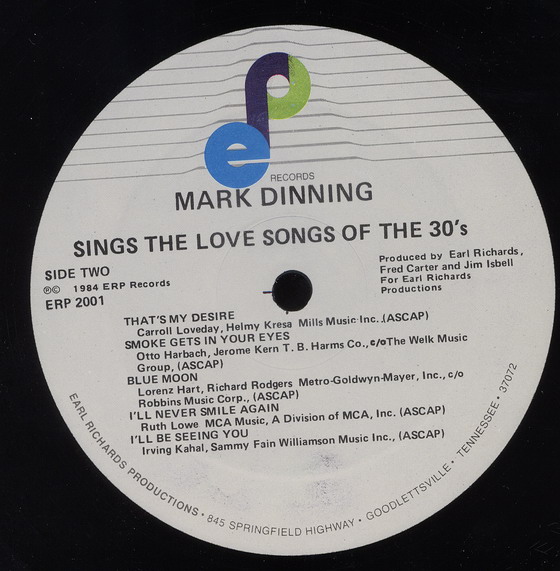 ep
RECORDS
MARK DINNING
SINGS THE LOVE SONGS OF THE 30's
SIDE TWO
℗© 1984 ERP Records
ERP 2001
Produced by Earl Richards,
Fred Carter and Jim Isbell
For Earl Richards
Productions
THAT'S MY DESIRE
Carroll Loveday, Helmy Kresa Mills Music Inc. (ASCAP)
SMOKE GETS IN YOUR EYES
Otto Harbach, Jerome Kern T. B. Harms Co., c/o The Welk Music
Group, (ASCAP)
BLUE MOON
Lorenz Hart, Richard Rodgers Metro-Goldwyn-Mayer, Inc., c/o
Robbins Music Corp., (ASCAP)
I'LL NEVER SMILE AGAIN
Ruth Lowe MCA Music, A Division of MCA, Inc. (ASCAP)
I'LL BE SEEING YOU
Irving Kahal, Sammy Fain Williamson Music Inc., (ASCAP)
EARL RICHARDS PRODUCTIONS • 845 SPRINGFIELD HIGHWAY • GOODLETTSVILLE • TENNESSEE • 37072